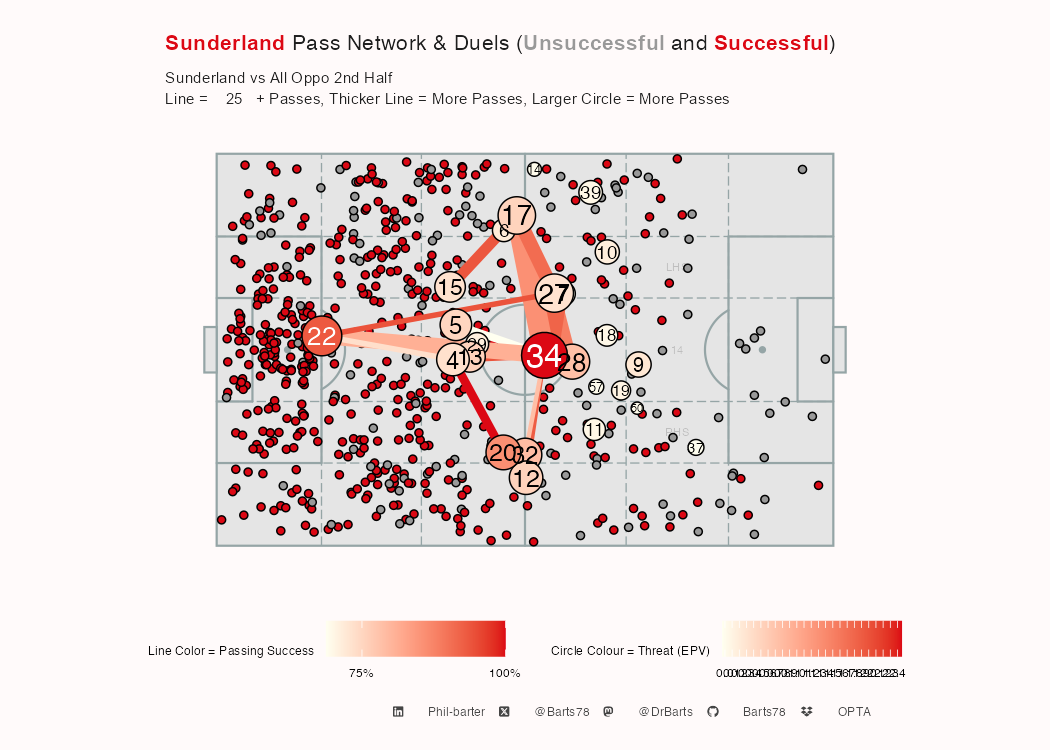 Sunderland Pass Network & Duels (Unsuccessful and Successful)
Sunderland vs All Oppo 2nd Half
Line = 25 + Passes, Thicker Line = More Passes, Larger Circle = More Passes
14
39
17
6
10
LH
15
27
5
22
18
29
14
4
13
34
28
9
57
19
50
11
RHS
37
20
32
12
Line Color = Passing Success
75%
100%
Circle Colour = Threat (EPV)
Phil-barter
@Barts78
@DrBarts
Barts78
OPTA